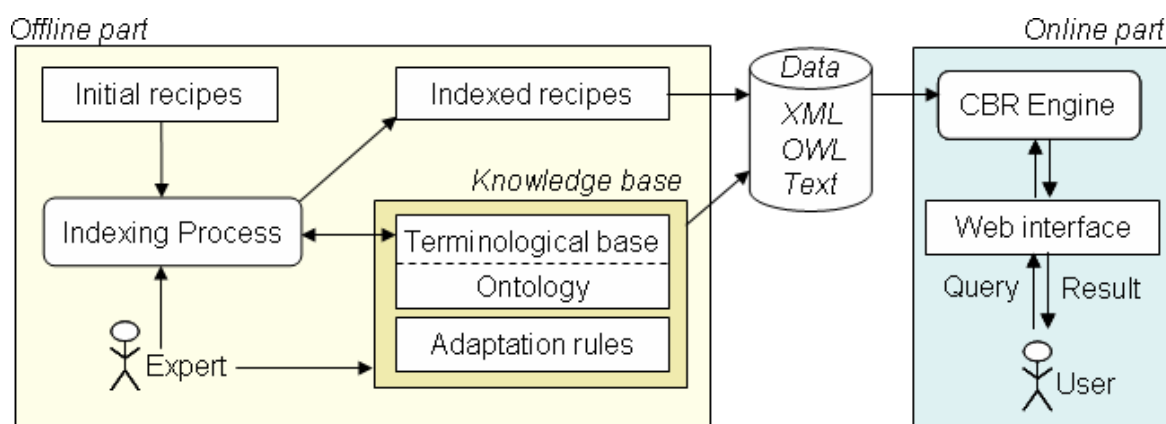 Offline part
Online part
Initial recipes
Indexed recipes
Data
XML
OWL
Text
CBR Engine
Knowledge base
Indexing Process
Terminological base
Ontology
Adaptation rules
Expert
Web interface
Query
Result
User